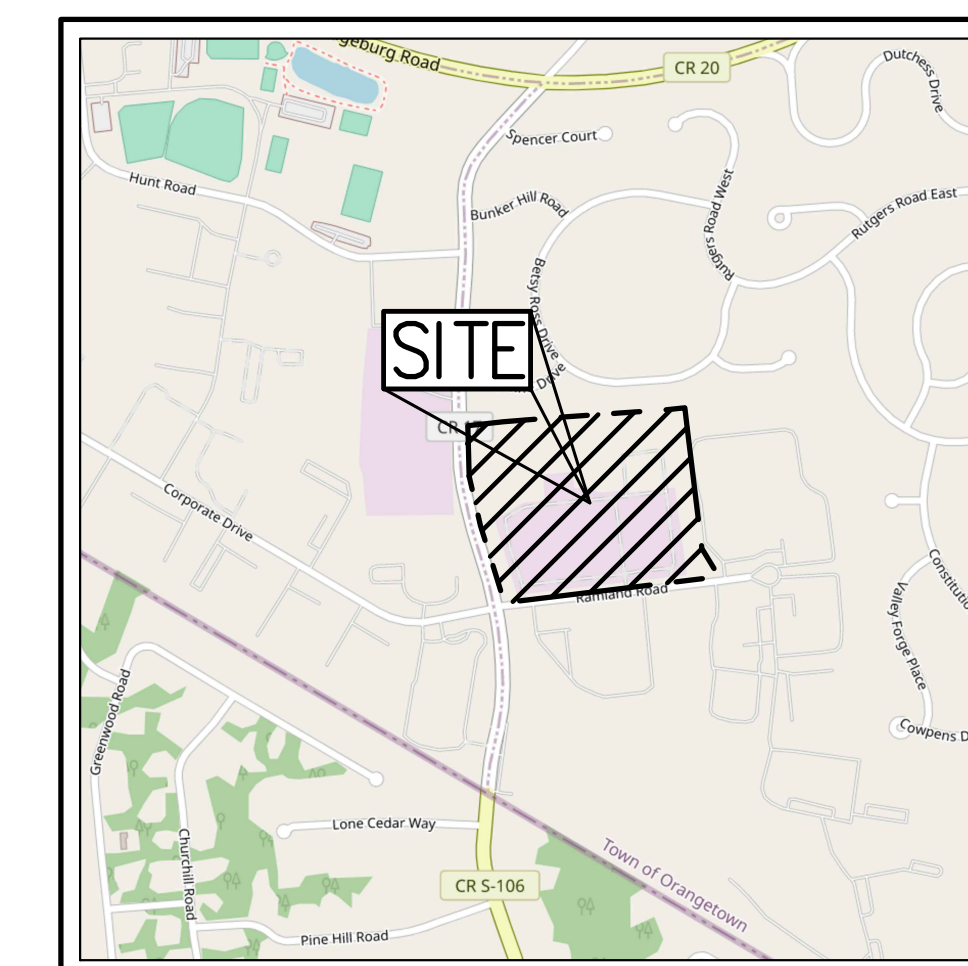 geburg Road
CR 20
Dutchess Drive
Spencer Court
Hunt Road
Bunker Hill Road
Rutgers Road West
Rutgers Road East
Rutgers
Betsy Ross Drive
SITE
Drive
CR
Corporate Drive
Ramland Road
Constitutio
Valley Forge Place
Greenwood Road
Cowpens D
Lone Cedar Way
Churchill Road
Town of Orangetown
CR S-106
Pine Hill Road